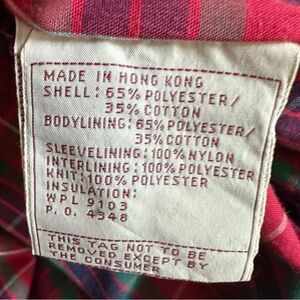 MADE IN HONG KONG
SHELL: 65% POLYESTER/
35% COTTON
BODYLINING: 65% POLYESTER/
35% COTTON
SLEEVELINING: 100% NYLON
INTERLINING: 100% POLYESTER
KNIT: 100% POLYESTER
INSULATION:
WPL 9103
P.O. 4548
THIS TAG NOT TO BE
REMOVED EXCEPT BY
THE CONSUMER